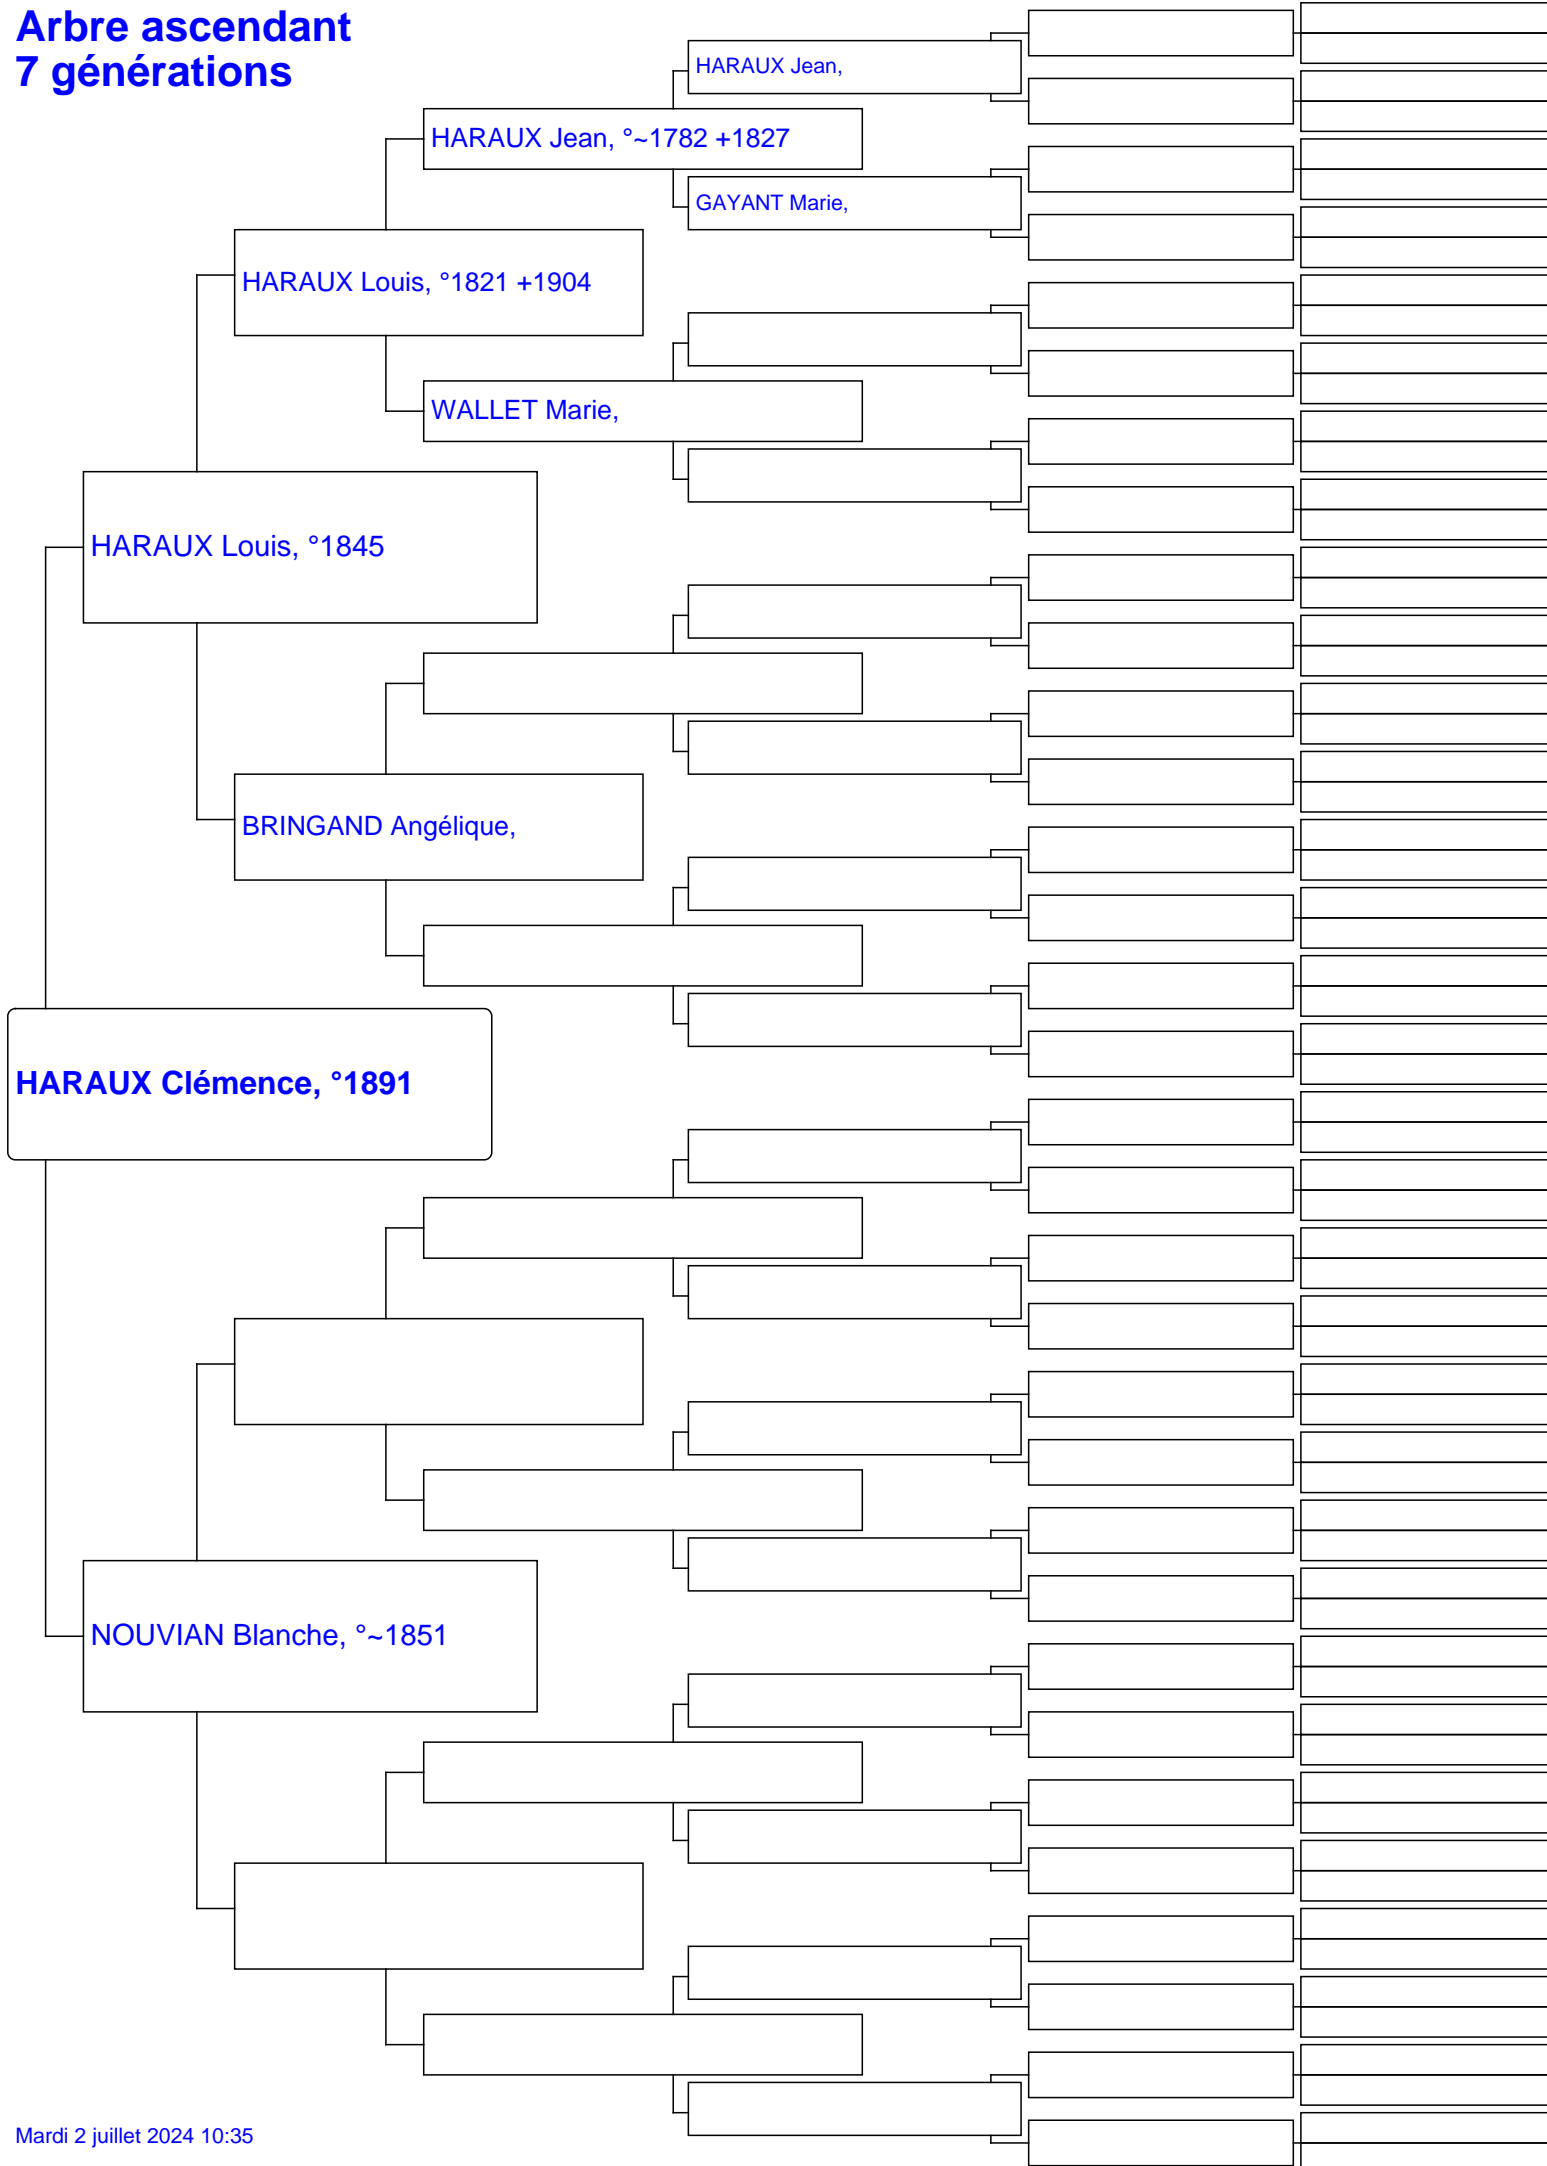 Arbre ascendant
7 générations
HARAUX Jean,
HARAUX Jean, °~1782 +1827
GAYANT Marie,
HARAUX Louis, °1821 +1904
WALLET Marie,
HARAUX Louis, °1845
BRINGAND Angélique,
HARAUX Clémence, °1891
NOUVIAN Blanche, °~1851
Mardi 2 juillet 2024 10:35